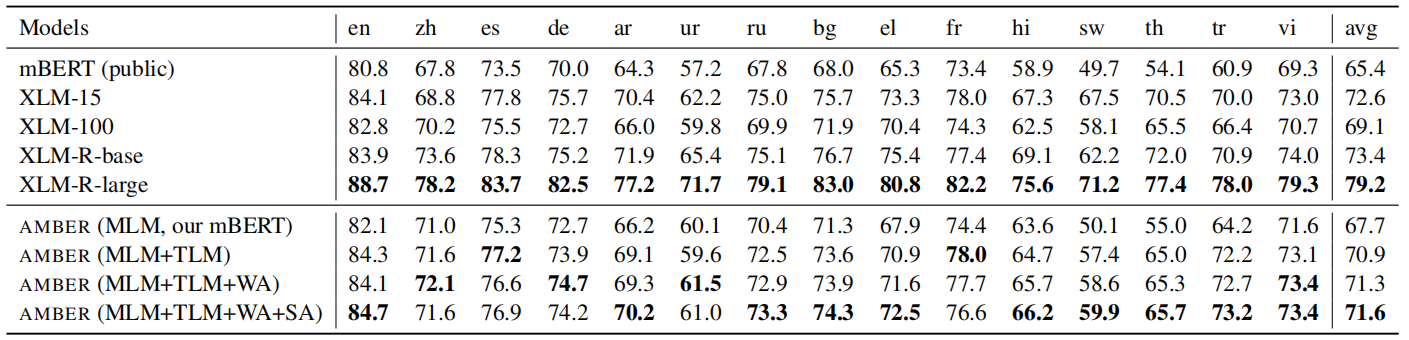 Models en zh es de ar ur ru bg el fr hi sw th tr vi avg
mBERT (public) 80.8 67.8 73.5 70.0 64.3 57.2 67.8 68.0 65.3 73.4 58.9 49.7 54.1 60.9 69.3 65.4
XLM-15 84.1 68.8 77.8 75.7 70.4 62.2 75.0 75.7 73.3 78.0 67.3 67.5 70.5 70.0 73.0 72.6
XLM-100 82.8 70.2 75.5 72.7 66.0 59.8 69.9 71.9 70.4 74.3 62.5 58.1 65.5 66.4 70.7 69.1
XLM-R-base 83.9 73.6 78.3 75.2 71.9 65.4 75.1 76.7 75.4 77.4 69.1 62.2 72.0 70.9 74.0 73.4
XLM-R-large 88.7 78.2 83.7 82.5 77.2 71.7 79.1 83.0 80.8 82.2 75.6 71.2 77.4 78.0 79.3 79.2
AMBER (MLM, our mBERT) 82.1 71.0 75.3 72.7 66.2 60.1 70.4 71.3 67.9 74.4 63.6 50.1 55.0 64.2 71.6 67.7
AMBER (MLM+TLM) 84.3 71.6 77.2 73.9 69.1 59.6 72.5 73.6 70.9 78.0 64.7 57.4 65.0 72.2 73.1 70.9
AMBER (MLM+TLM+WA) 84.1 72.1 76.6 74.7 69.3 61.5 72.9 73.9 71.6 77.7 65.7 58.6 65.3 72.7 73.4 71.3
AMBER (MLM+TLM+WA+SA) 84.7 71.6 76.9 74.2 70.2 61.0 73.3 74.3 72.5 76.6 66.2 59.9 65.7 73.2 73.4 71.6